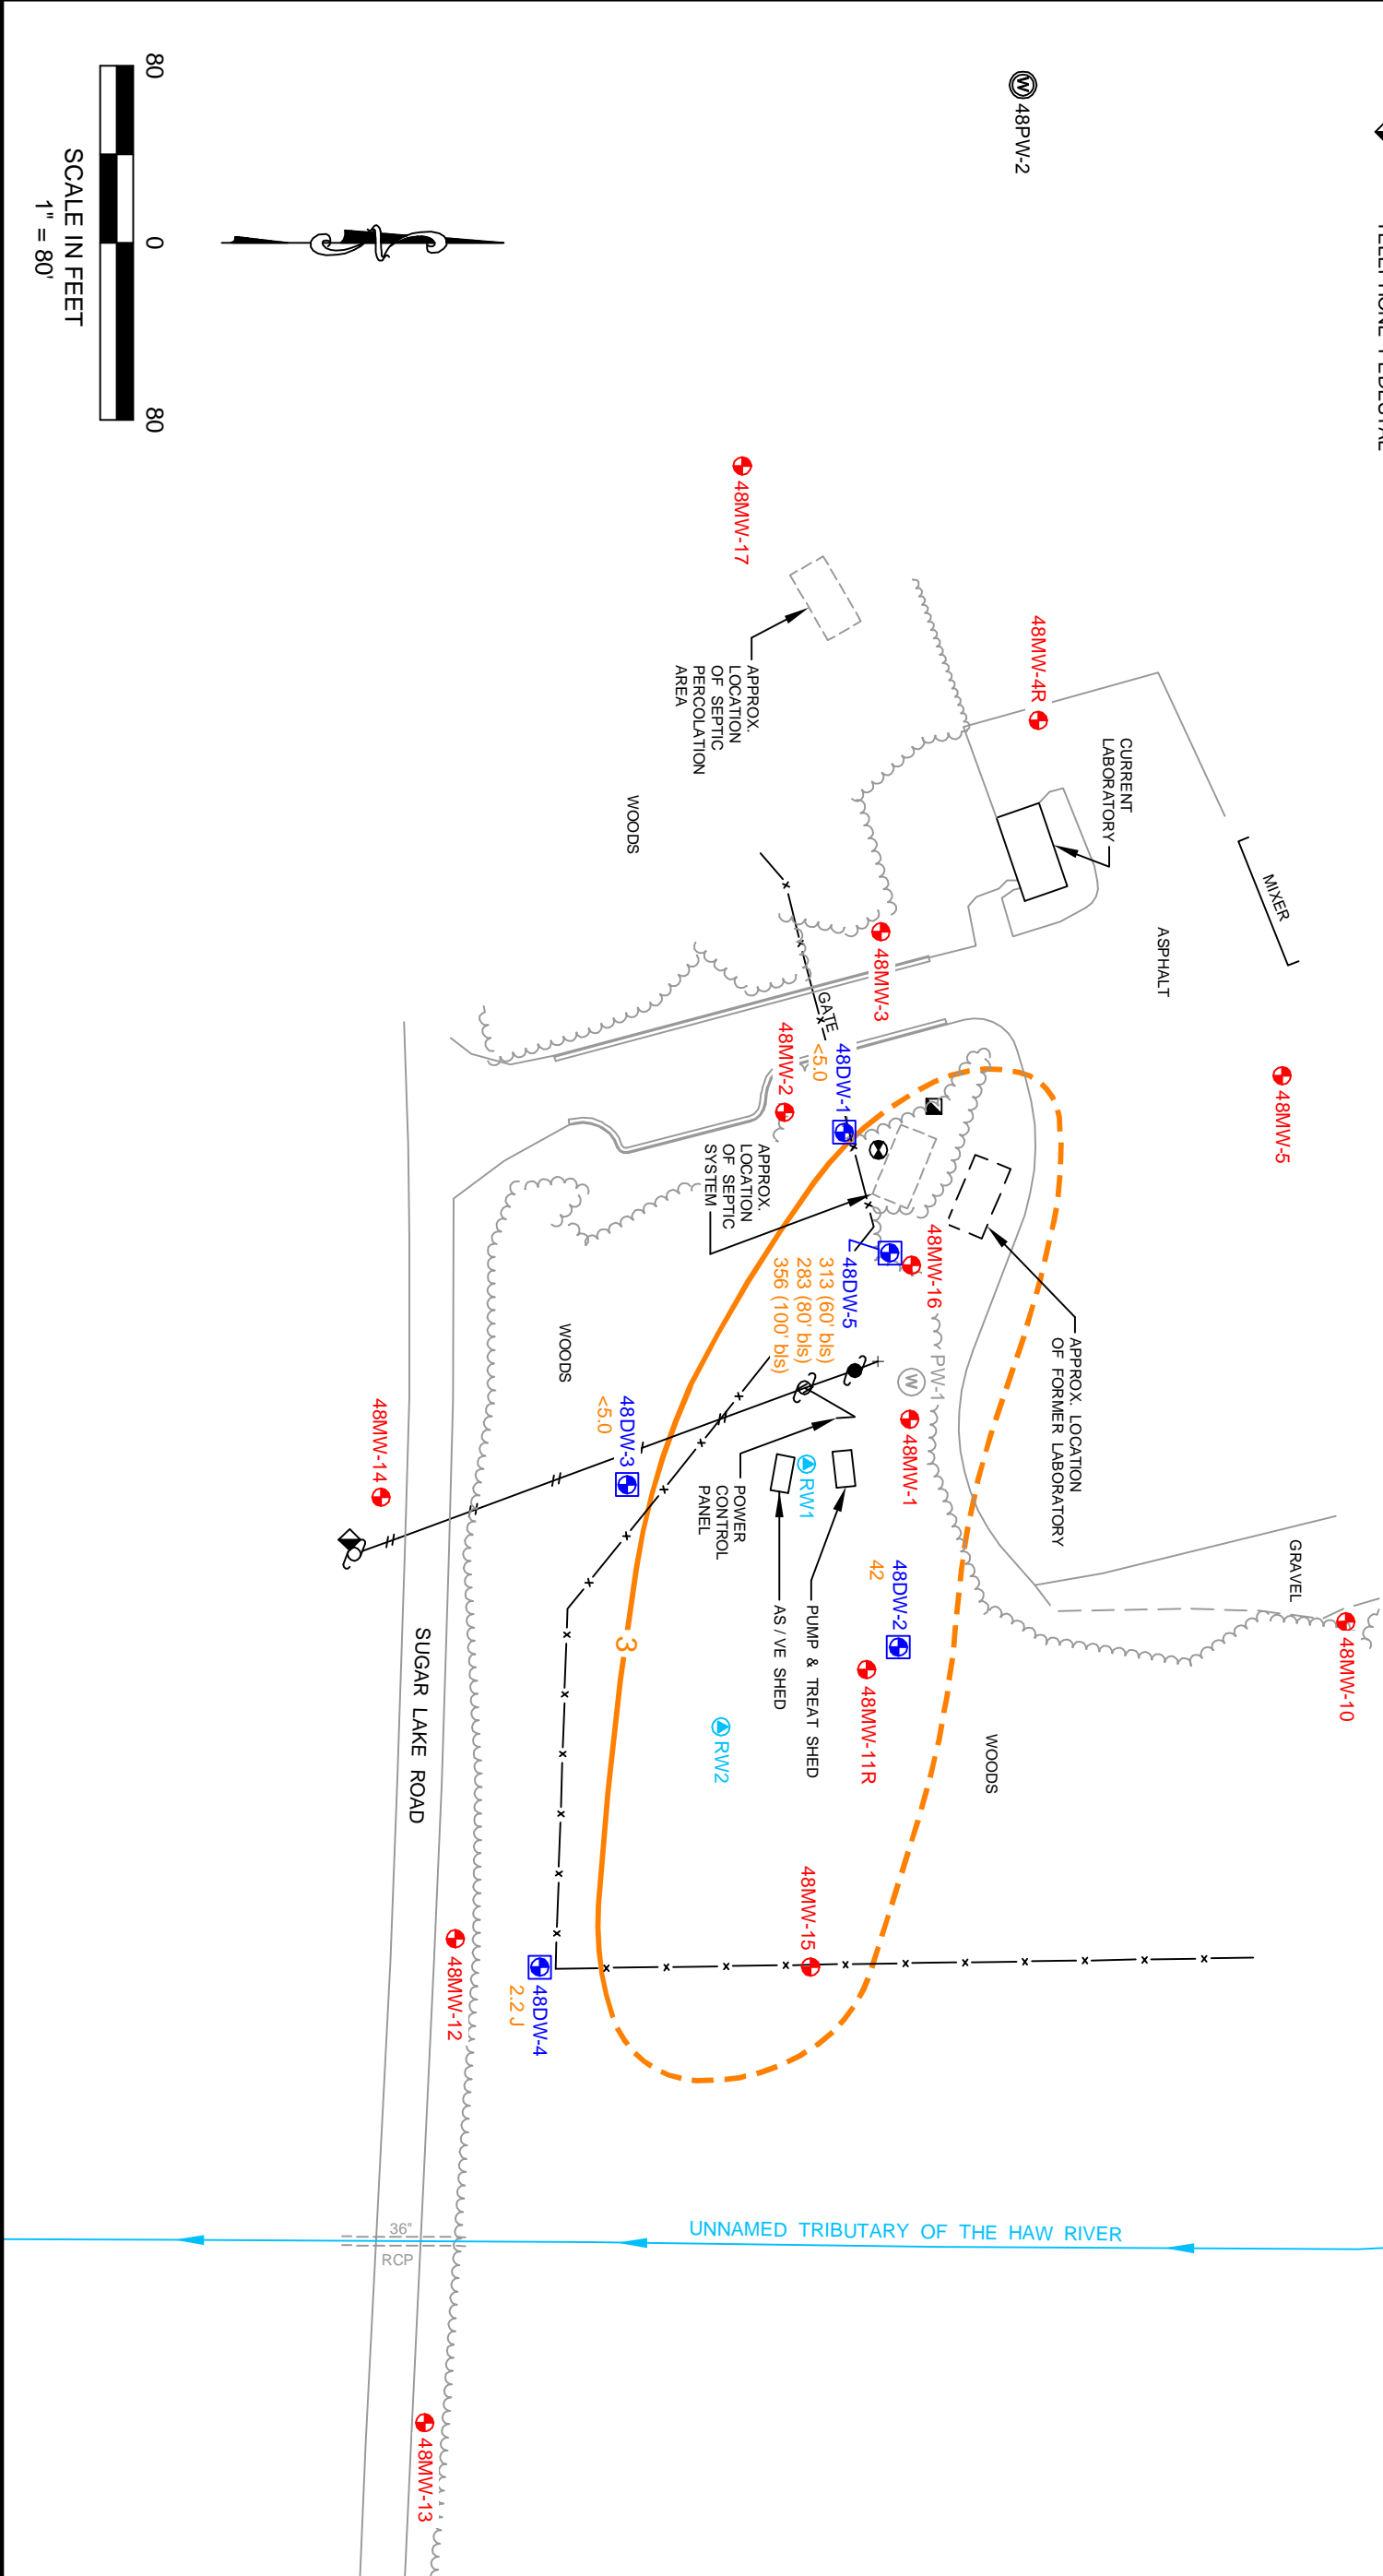 TELEPHONE PEDESTAL
48PW-2
MIXER
48MW-5
48MW-10
GRAVEL
ASPHALT
CURRENT
LABORATORY
48MW-4R
APPROX. LOCATION
OF FORMER LABORATORY
WOODS
UNNAMED TRIBUTARY OF THE HAW RIVER
48MW-16
PW-1
48MW-1
48DW-2
42
48MW-11R
48MW-3
GATE
48DW-1
<5.0
48MW-2
48DW-5
313 (60' bls)
283 (80' bls)
356 (100' bls)
RW1
PUMP & TREAT SHED
AS / VE SHED
48MW-15
48MW-17
APPROX.
LOCATION
OF SEPTIC
PERCOLATION
AREA
APPROX.
LOCATION
OF SEPTIC
SYSTEM
POWER
CONTROL
PANEL
RW2
WOODS
WOODS
48DW-3
<5.0
3
48DW-4
2.2 J
48MW-14
48MW-12
SUGAR LAKE ROAD
36"
RCP
48MW-13
80 0 80
SCALE IN FEET
1" = 80'